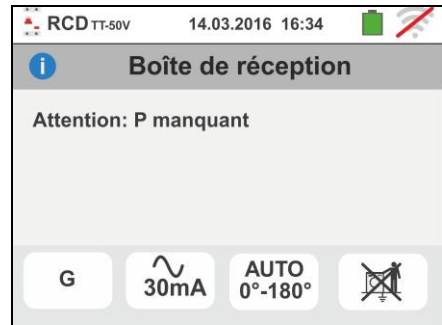 RCD TT-50V 14.03.2016 16:34
Boîte de réception
Attention: P manquant
G
30mA
AUTO
0°-180°